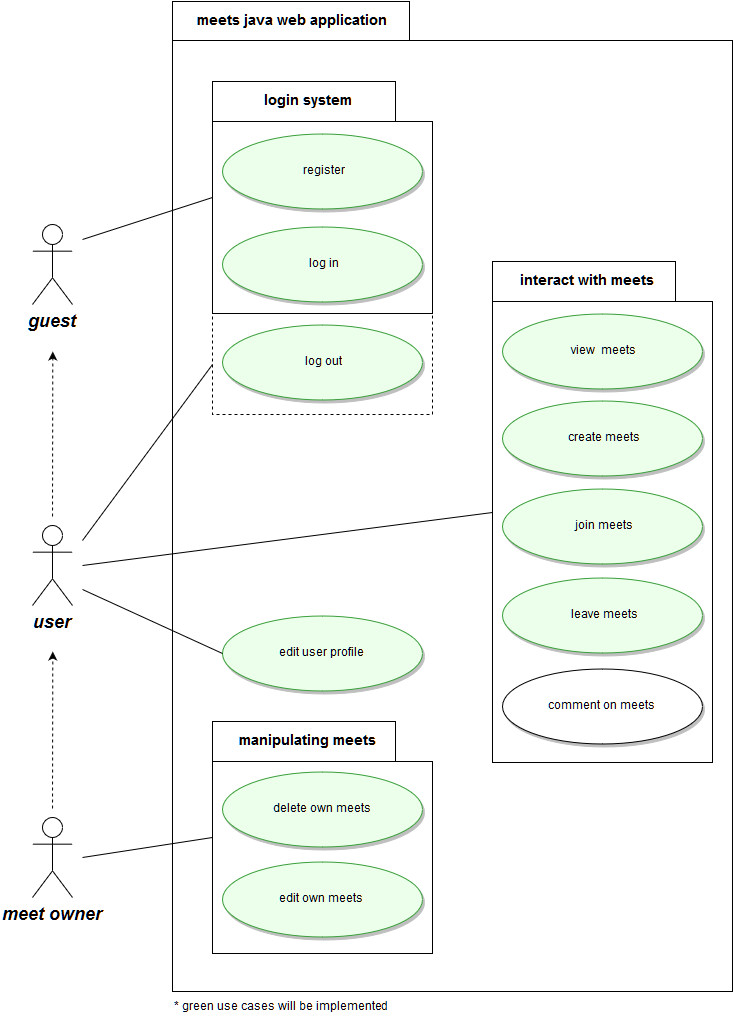 meets java web application
login system
register
log in
log out
guest
interact with meets
view meets
create meets
join meets
leave meets
comment on meets
user
edit user profile
manipulating meets
delete own meets
edit own meets
meet owner
* green use cases will be implemented